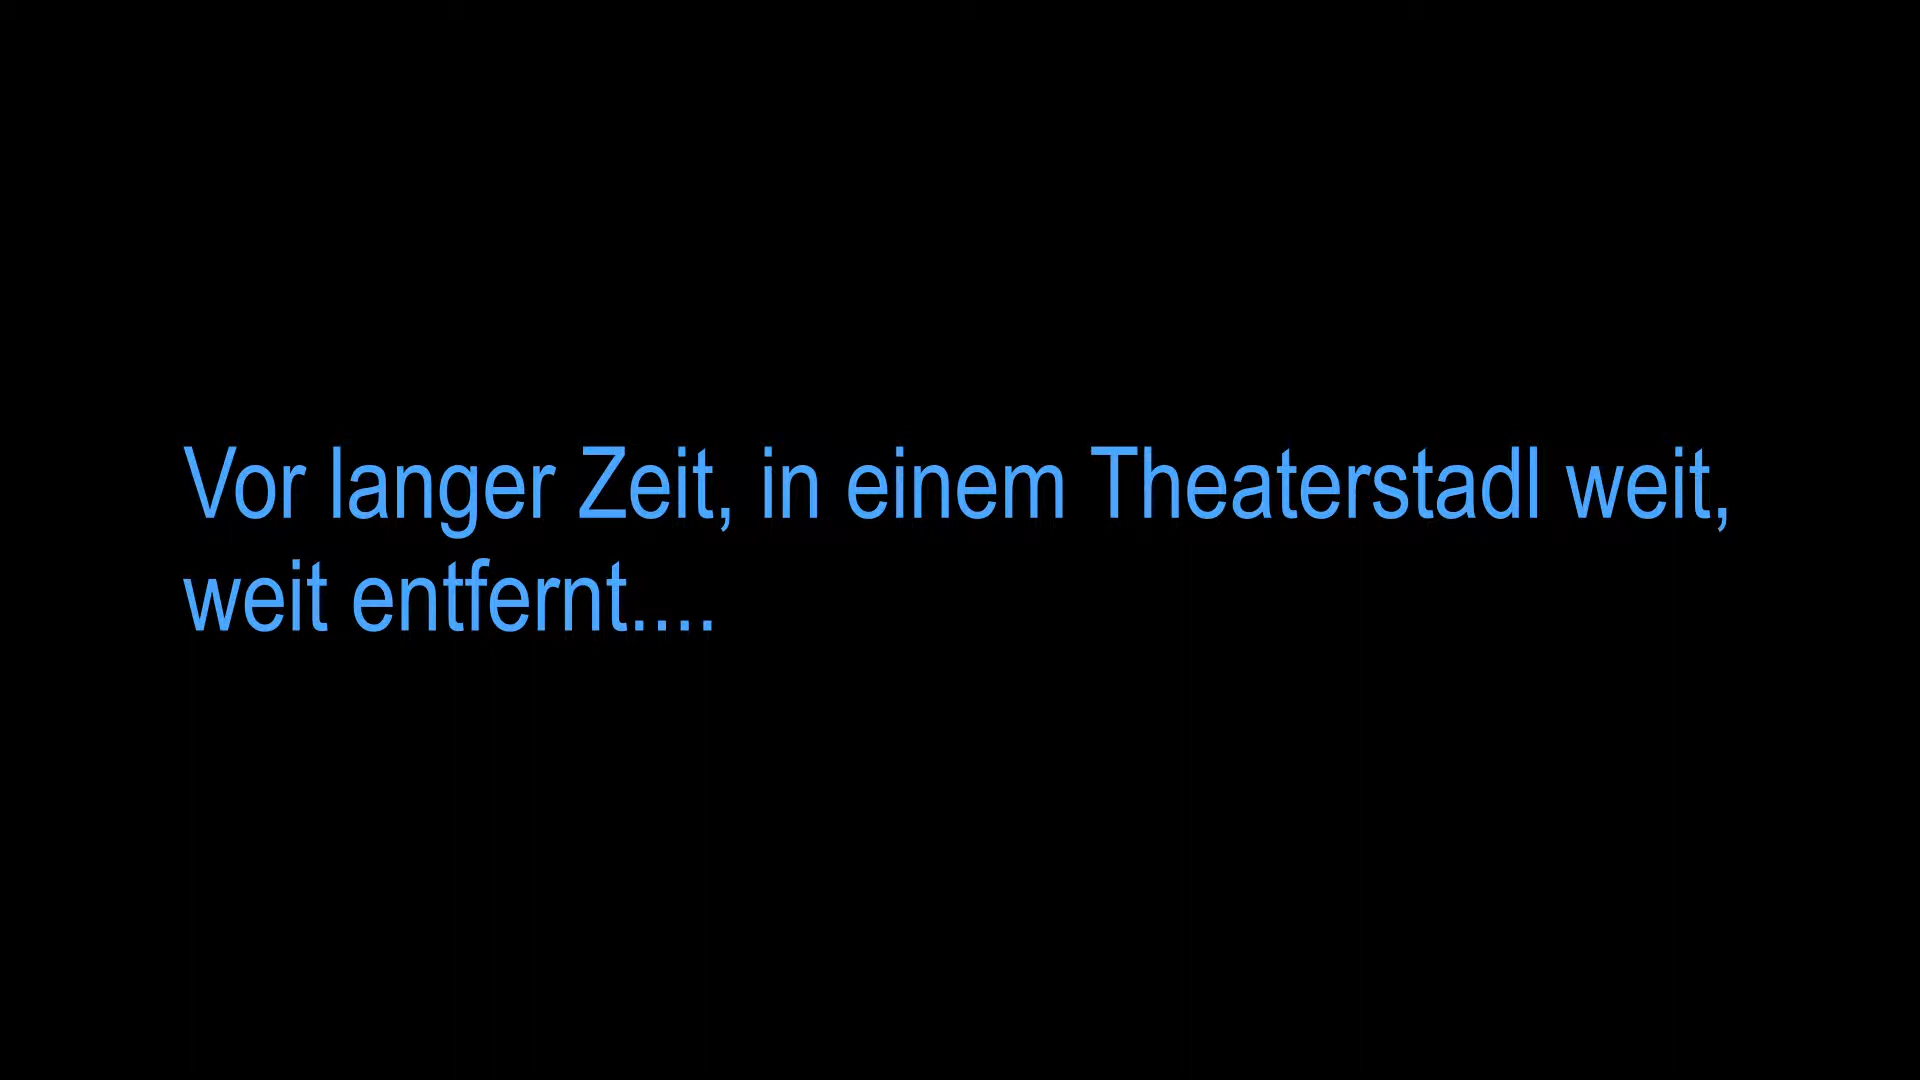 Vor langer Zeit, in einem Theaterstadl weit,
weit entfernt....